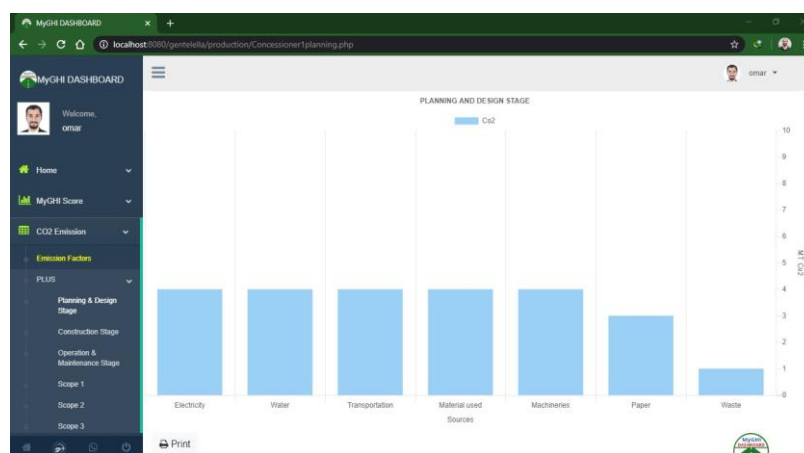 MyGHI DASHBOARD
localhost:8080/gentelella/production/Concessioner1planning.php
MyGHI DASHBOARD
Welcome,
omar
omar
Home
MyGHI Score
CO2 Emission
Emission Factors
PLUS
Planning & Design
Stage
Construction Stage
Operation &
Maintenance Stage
Scope 1
Scope 2
Scope 3
PLANNING AND DESIGN STAGE
Co2
10
9
8
7
6
5
4
3
2
1
0
MT Co2
Electricity
Water
Transportation
Material used
Machineries
Paper
Waste
Sources
Print
MyGHI
DASHBOARD